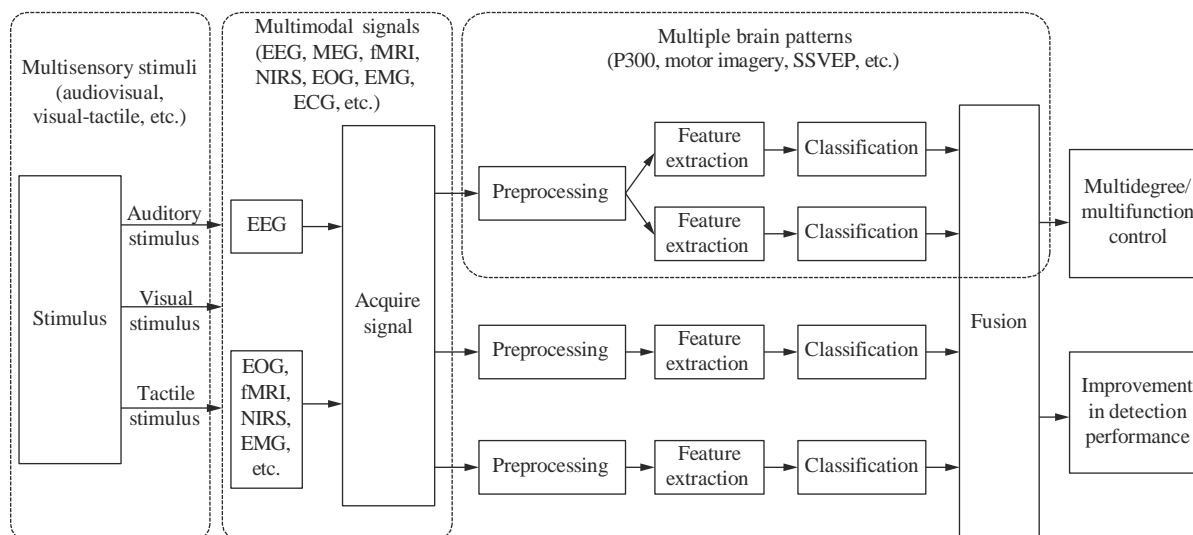 Multisensory stimuli
(audiovisual,
visual-tactile, etc.)
Stimulus
Auditory
stimulus
Visual
stimulus
Tactile
stimulus
Multimodal signals
(EEG, MEG, fMRI,
NIRS, EOG, EMG,
ECG, etc.)
EEG
EOG,
fMRI,
NIRS,
EMG,
etc.
Acquire
signal
Multiple brain patterns
(P300, motor imagery, SSVEP, etc.)
Preprocessing
Feature
extraction
Classification
Feature
extraction
Classification
Preprocessing
Feature
extraction
Classification
Preprocessing
Feature
extraction
Classification
Fusion
Multidegree/
multifunction
control
Improvement
in detection
performance